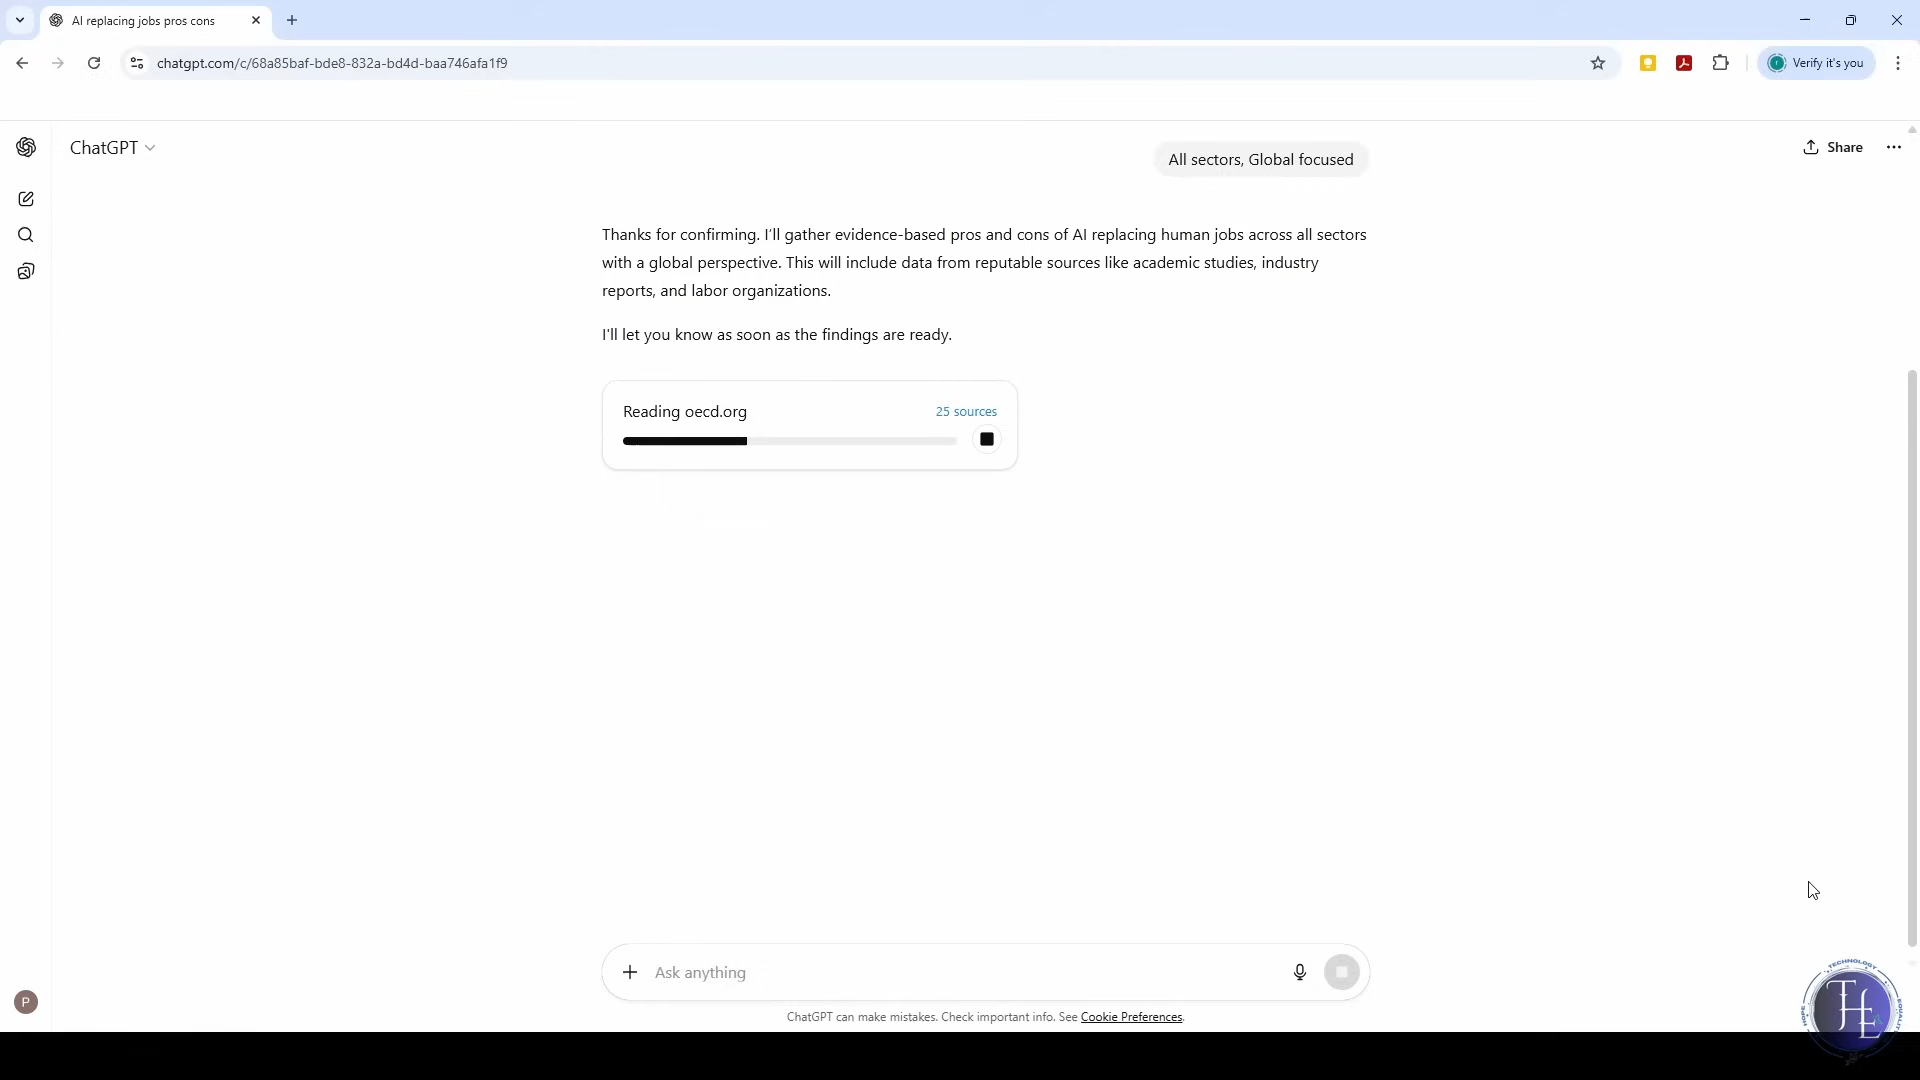 AI replacing jobs pros cons
chatgpt.com/c/68a85baf-bde8-832a-bd4d-baa746afa1f9
Verify it's you
ChatGPT
Share
All sectors, Global focused
Thanks for confirming. I'll gather evidence-based pros and cons of AI replacing human jobs across all sectors
with a global perspective. This will include data from reputable sources like academic studies, industry
reports, and labor organizations.
I'll let you know as soon as the findings are ready.
Reading oecd.org
25 sources
Ask anything
ChatGPT can make mistakes. Check important info. See Cookie Preferences.
P
TECHNOLOGY
HOPE
EQUALITY
THE